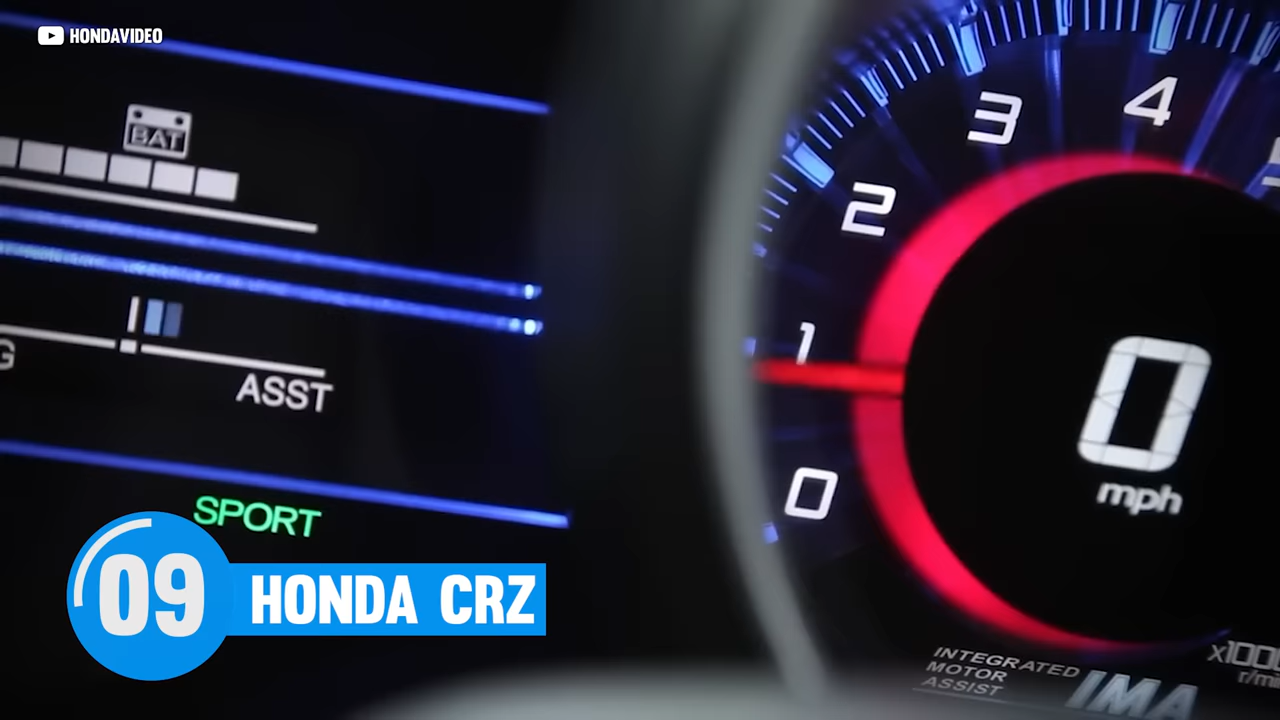 HONDAVIDEO
BAT
ASST
SPORT
09
HONDA CRZ
0
1
2
3
4
0
mph
INTEGRATED
MOTOR
ASSIST
IMA